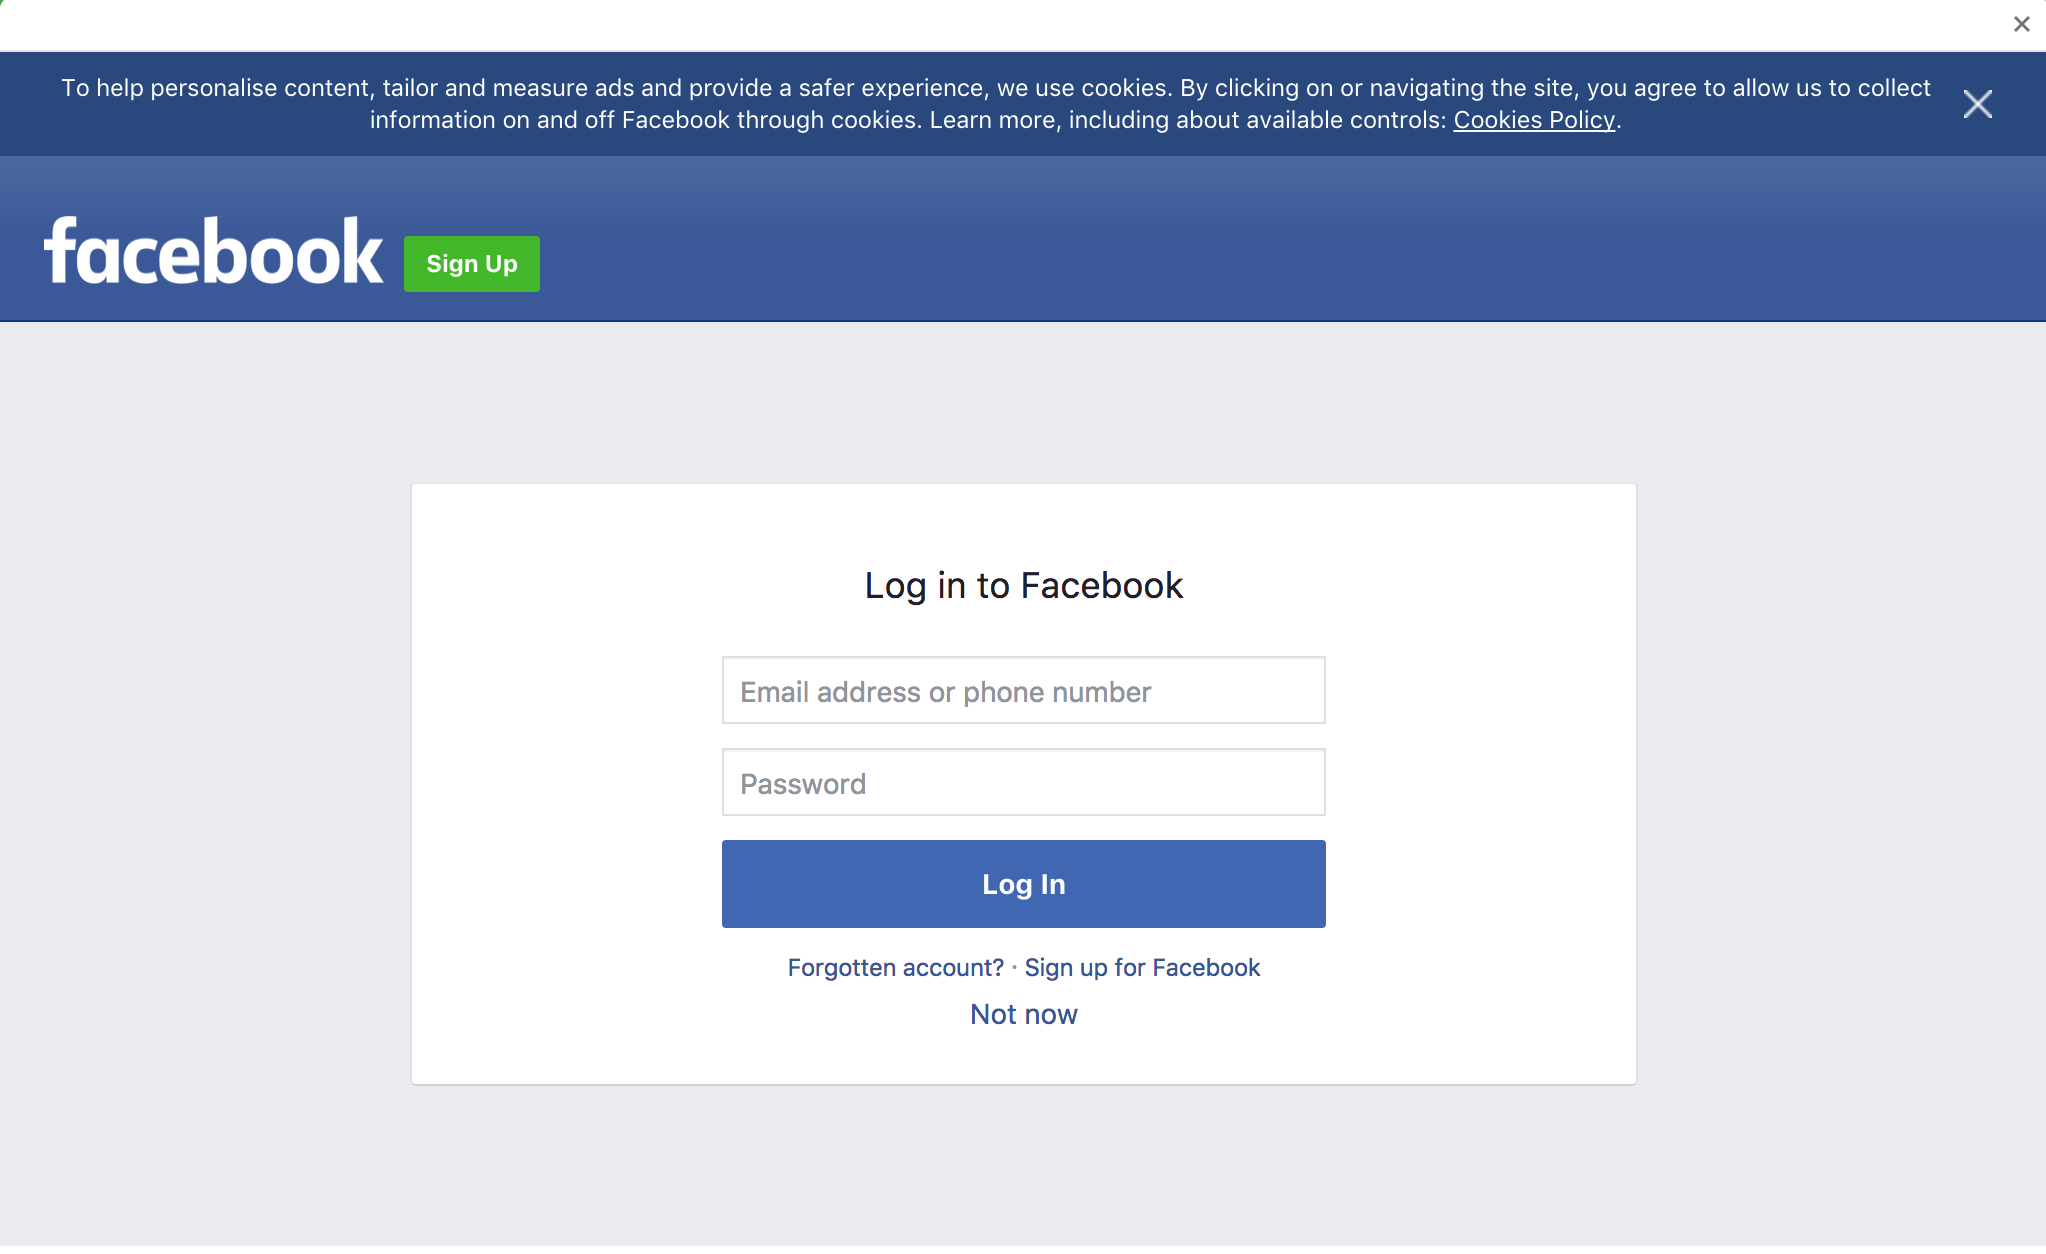 To help personalise content, tailor and measure ads and provide a safer experience, we use cookies. By clicking on or navigating the site, you agree to allow us to collect
information on and off Facebook through cookies. Learn more, including about available controls: Cookies Policy.
facebook
Sign Up
Log in to Facebook
Email address or phone number
Password
Log In
Forgotten account? · Sign up for Facebook
Not now